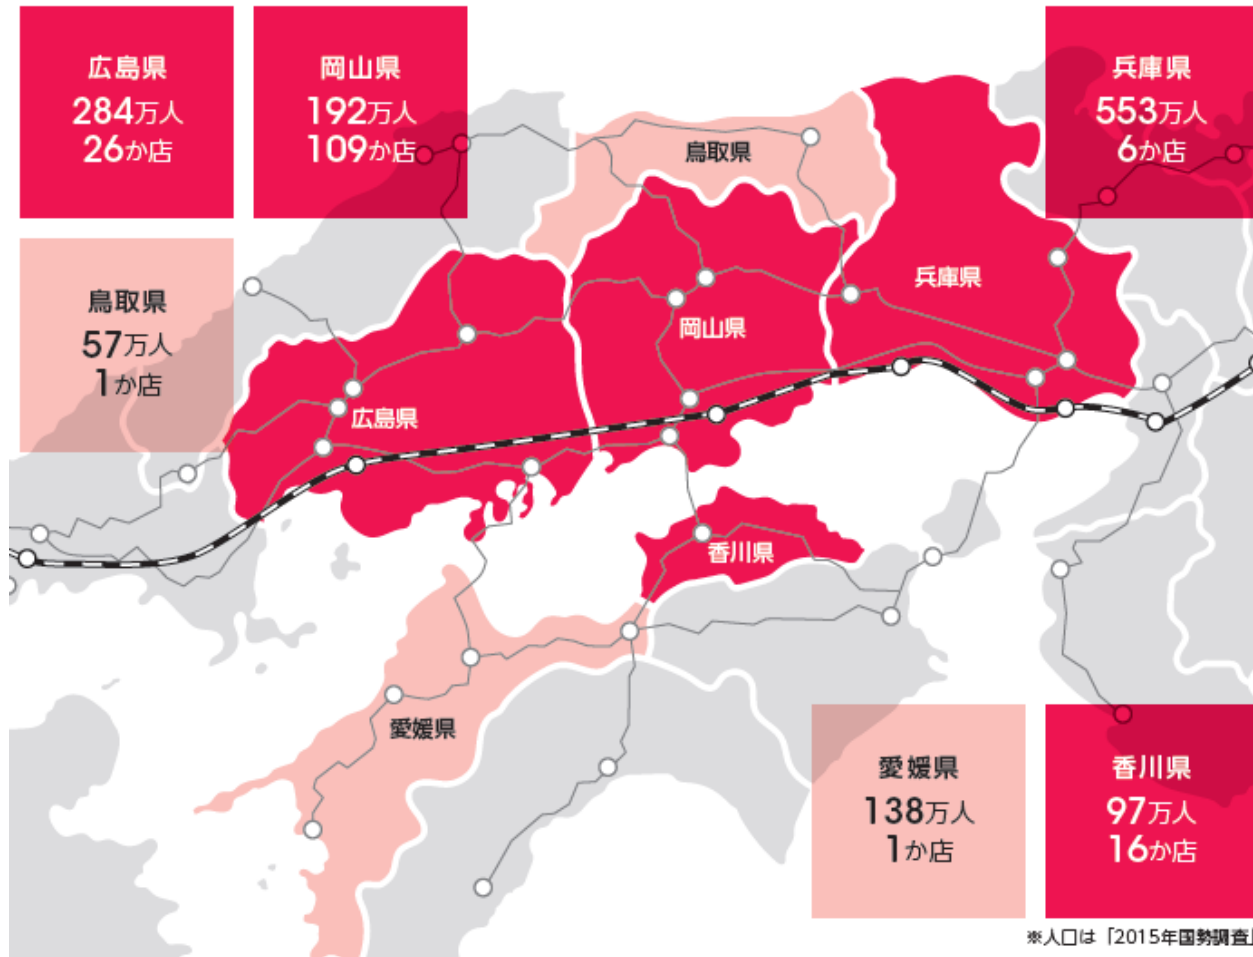 広島県
284万人
26か店
岡山県
192万人
109か店
兵庫県
553万人
6か店
鳥取県
57万人
1か店
鳥取県
兵庫県
岡山県
広島県
香川県
愛媛県
愛媛県
138万人
1か店
香川県
97万人
16か店
※人口は「2015年国勢調査」